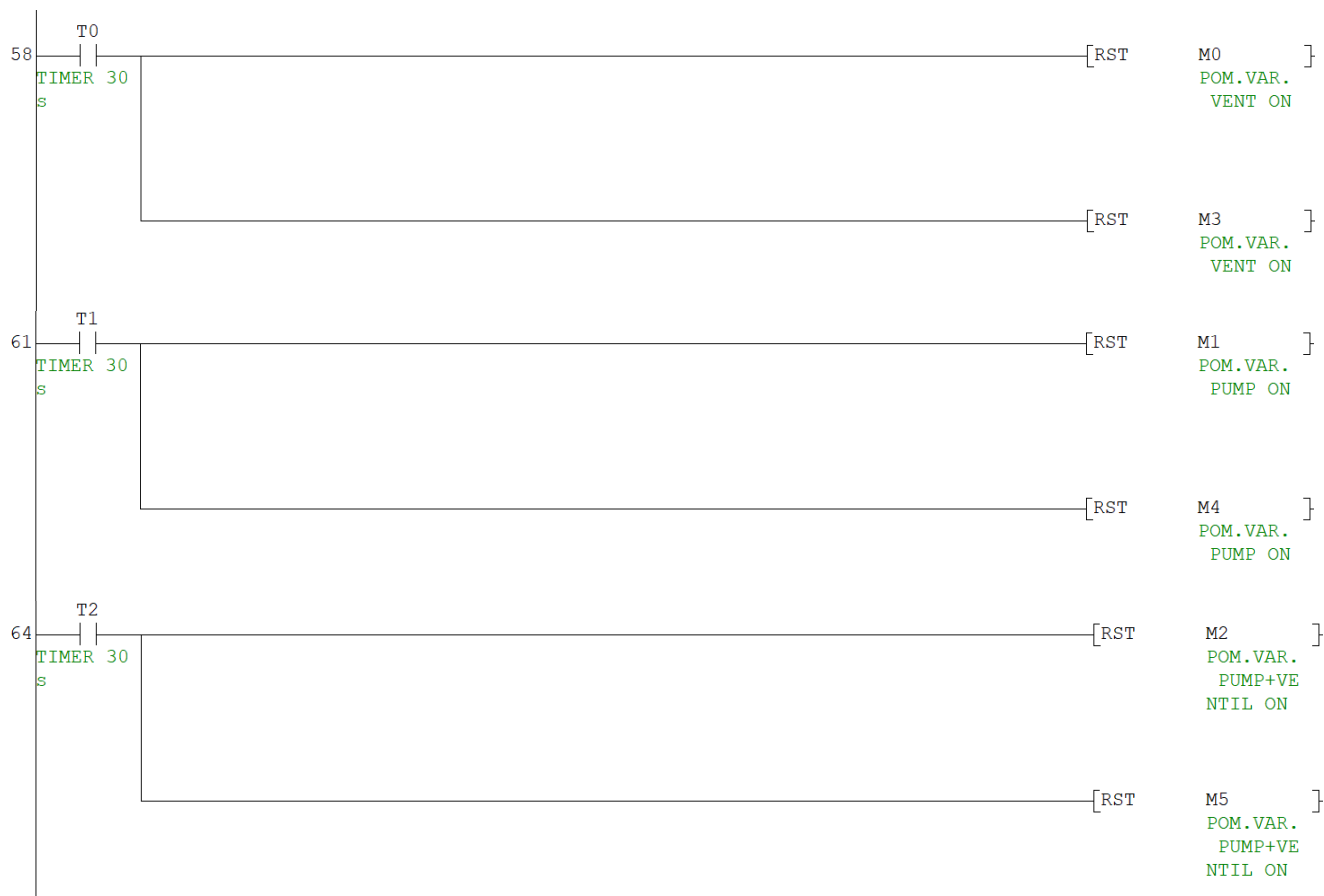 T0
58 [RST M0 ]
TIMER 30 POM.VAR.
s VENT ON
[RST M3 ]
POM.VAR.
VENT ON
T1
61 [RST M1 ]
TIMER 30 POM.VAR.
s PUMP ON
[RST M4 ]
POM.VAR.
PUMP ON
T2
64 [RST M2 ]
TIMER 30 POM.VAR.
s PUMP+VE
NTIL ON
[RST M5 ]
POM.VAR.
PUMP+VE
NTIL ON